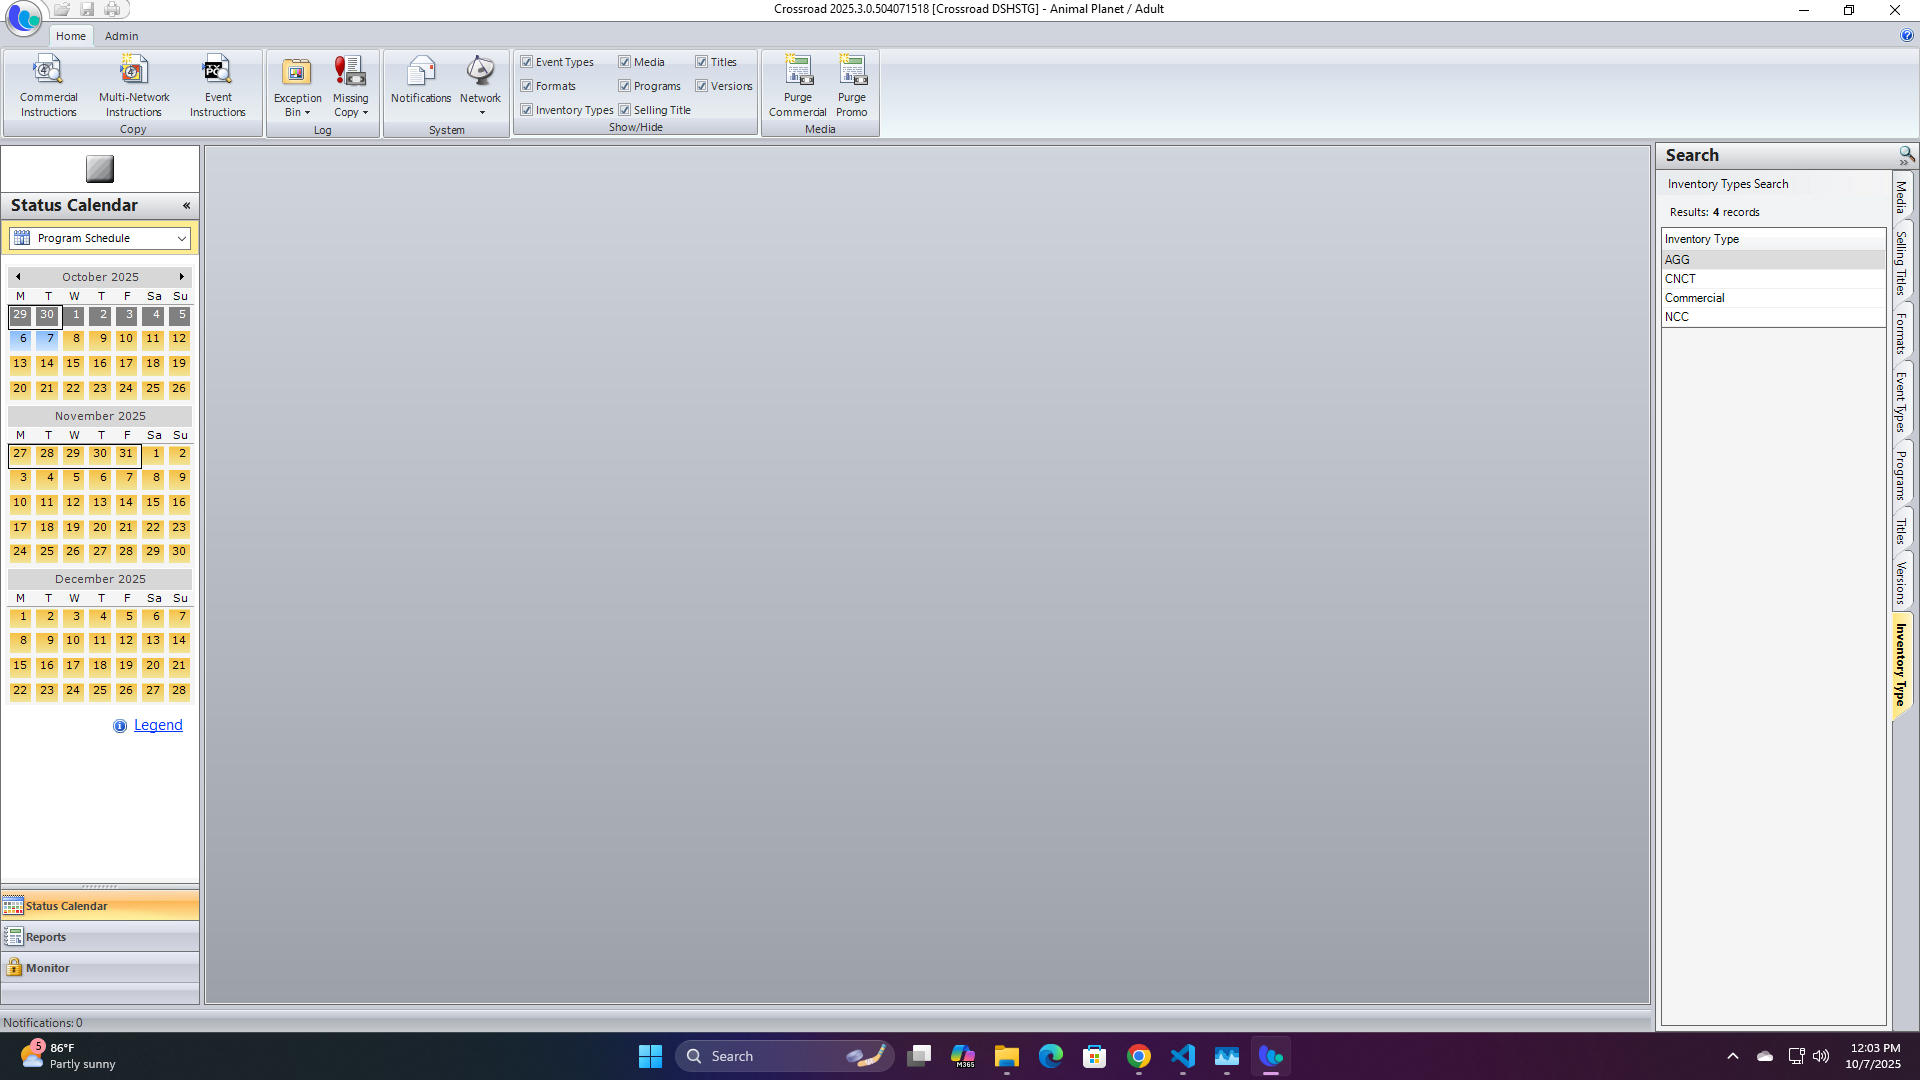 Crossroad 2025.3.0.504071518 [Crossroad DSHSTG] - Animal Planet / Adult
Home Admin
Commercial Instructions
Multi-Network Instructions
Event Instructions
Copy
Exception Bin
Missing Copy
Log
Notifications
Network
System
Event Types Media Titles
Formats Programs Versions
Inventory Types Selling Title
Show/Hide
Purge Commercial
Purge Promo
Media
Status Calendar «
Program Schedule
October 2025
M T W T F Sa Su
29 30 1 2 3 4 5
6 7 8 9 10 11 12
13 14 15 16 17 18 19
20 21 22 23 24 25 26
November 2025
M T W T F Sa Su
27 28 29 30 31 1 2
3 4 5 6 7 8 9
10 11 12 13 14 15 16
17 18 19 20 21 22 23
24 25 26 27 28 29 30
December 2025
M T W T F Sa Su
1 2 3 4 5 6 7
8 9 10 11 12 13 14
15 16 17 18 19 20 21
22 23 24 25 26 27 28
Legend
Status Calendar
Reports
Monitor
Notifications: 0
Search
Inventory Types Search
Results: 4 records
Inventory Type
AGG
CNCT
Commercial
NCC
Media
Selling Titles
Formats
Event Types
Programs
Titles
Versions
Inventory Type
5
86°F
Partly sunny
Search
M365
12:03 PM
10/7/2025